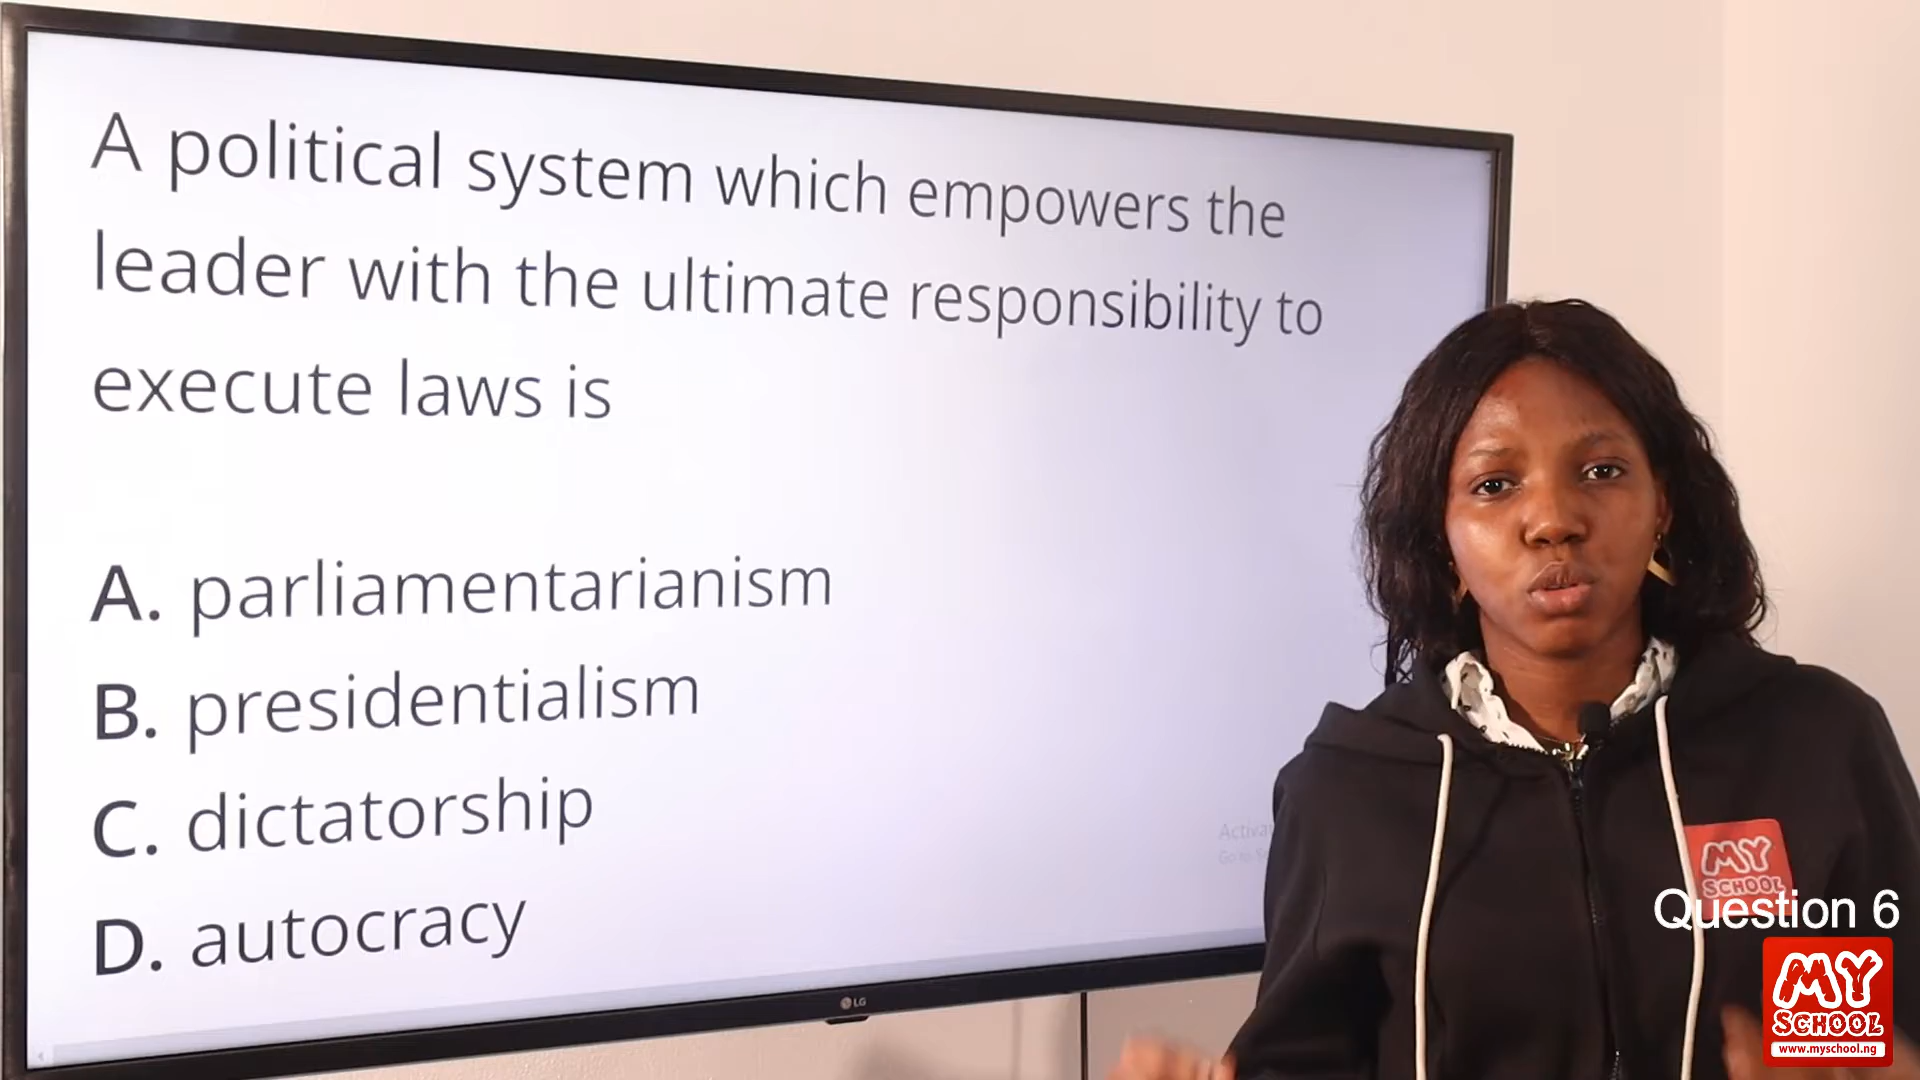 A political system which empowers the
leader with the ultimate responsibility to
execute laws is
A. parliamentarianism
B. presidentialism
C. dictatorship
D. autocracy
LG
MY
SCHOOL
Question 6
MY
SCHOOL
www.myschool.ng